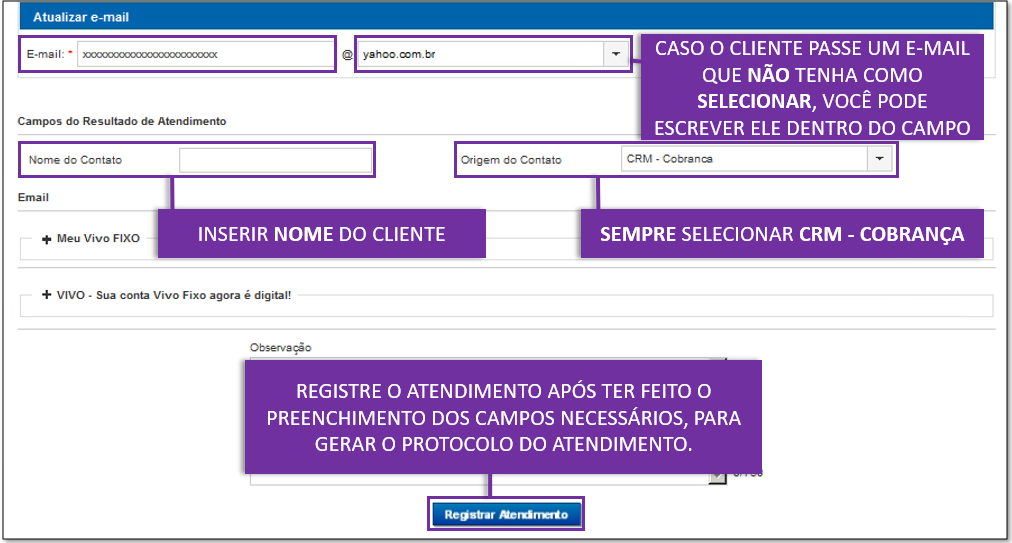 Atualizar e-mail
E-mail: * xxxxxxxxxxxxxxxxxxxxxxx @ yahoo.com.br
CASO O CLIENTE PASSE UM E-MAIL
QUE NÃO TENHA COMO
SELECIONAR, VOCÊ PODE
ESCREVER ELE DENTRO DO CAMPO
Campos do Resultado de Atendimento
Nome do Contato
Origem do Contato CRM - Cobranca
Email
INSERIR NOME DO CLIENTE
SEMPRE SELECIONAR CRM - COBRANÇA
+ Meu Vivo FIXO
+ VIVO - Sua conta Vivo Fixo agora é digital!
Observação
REGISTRE O ATENDIMENTO APÓS TER FEITO O
PREENCHIMENTO DOS CAMPOS NECESSÁRIOS, PARA
GERAR O PROTOCOLO DO ATENDIMENTO.
Registrar Atendimento